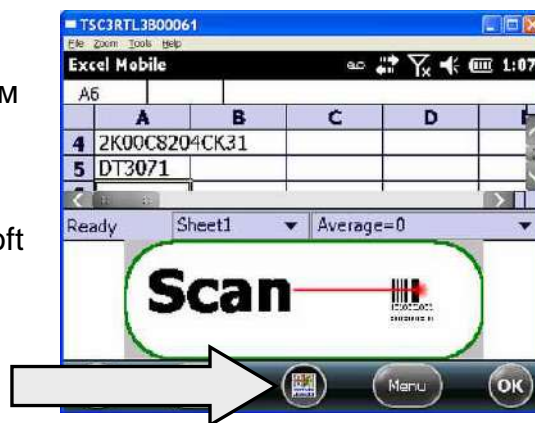 TSC3RTL3B00061
File Zoom Tools Help
Excel Mobile 1:07
м
A6
A B C D
4 2K00C8204CK31
5 DT3071
Ready Sheet1 Average=0
oft
Scan
Menu OK